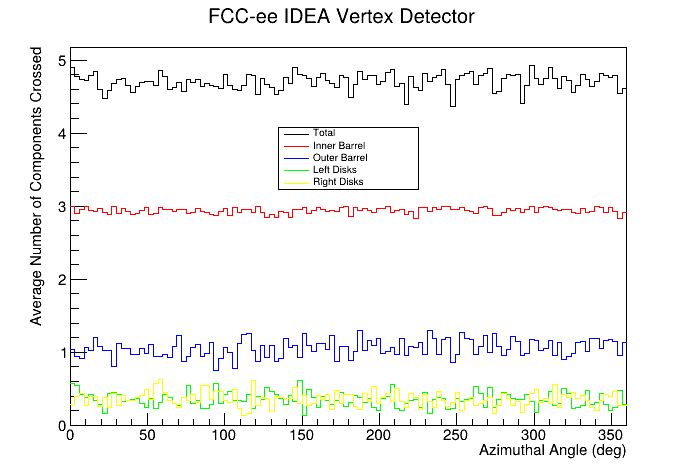 FCC-ee IDEA Vertex Detector
Average Number of Components Crossed
5
4
3
2
1
0
Total
Inner Barrel
Outer Barrel
Left Disks
Right Disks
0 50 100 150 200 250 300 350
Azimuthal Angle (deg)